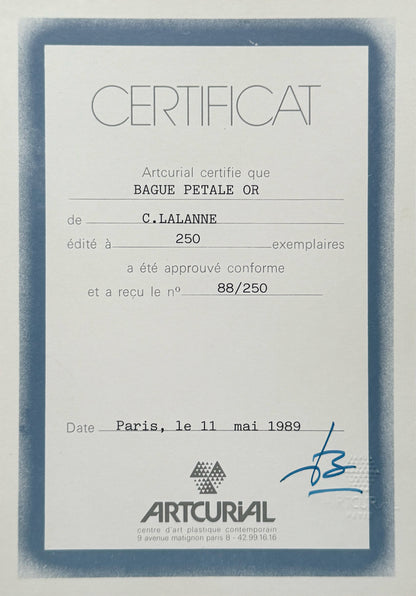 CERTIFICAT
Artcurial certifie que
BAGUE PETALE OR
de C.LALANNE
édité à 250 exemplaires
a été approuvé conforme
et a reçu le nº 88/250
Date Paris, le 11 mai 1989
ARTCURIAL
centre d'art plastique contemporain
9 avenue matignon paris 8 - 42.99.16.16